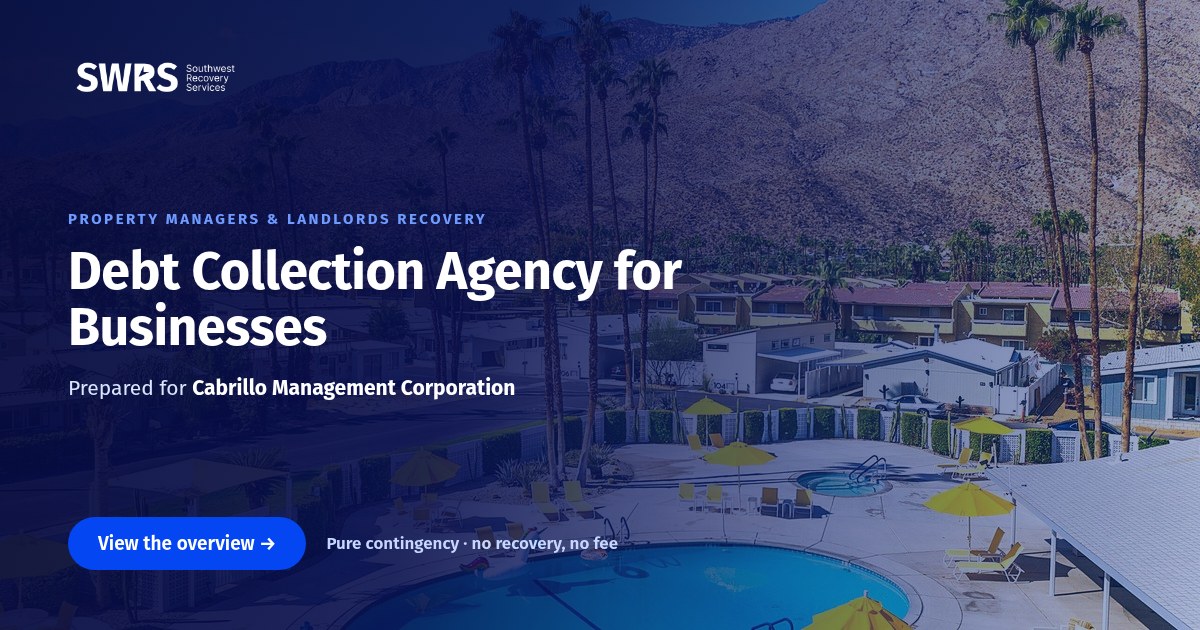 SWRS
Southwest
Recovery
Services
PROPERTY MANAGERS & LANDLORDS RECOVERY
Debt Collection Agency for
Businesses
Prepared for Cabrillo Management Corporation
View the overview →
Pure contingency · no recovery, no fee